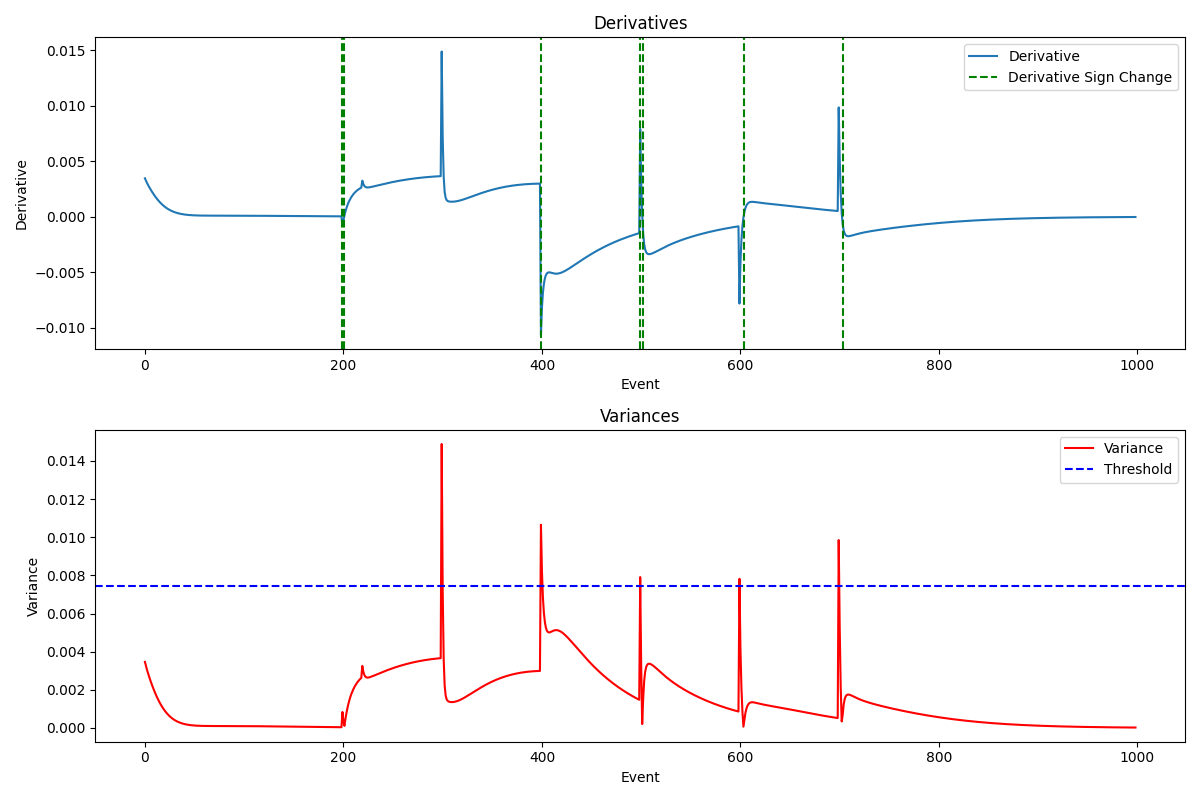 Derivatives
0.015
0.010
0.005
0.000
−0.005
−0.010
Derivative
Derivative
Derivative Sign Change
0 200 400 600 800 1000
Event
Variances
0.014
0.012
0.010
0.008
0.006
0.004
0.002
0.000
Variance
Variance
Threshold
0 200 400 600 800 1000
Event